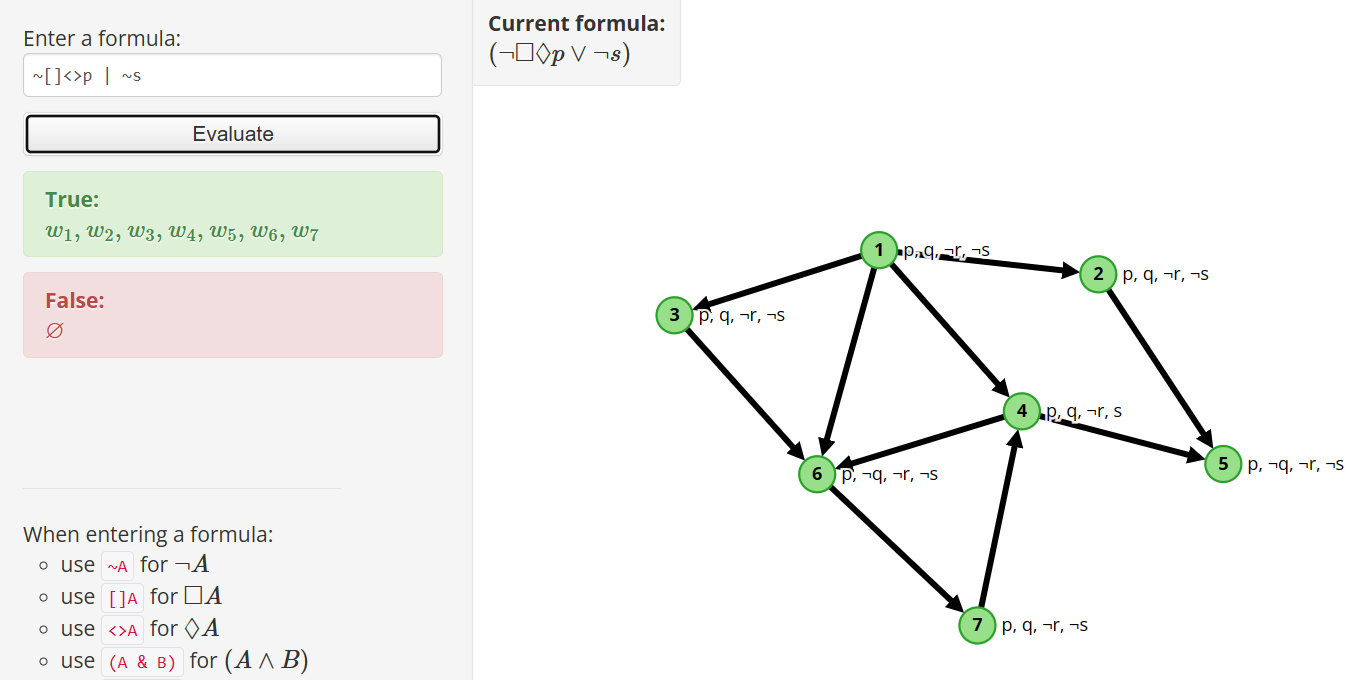 Enter a formula:
~[]<>p | ~s
Evaluate
True:
w1, w2, w3, w4, w5, w6, w7
False:
∅
When entering a formula:
use ~A for ¬A
use []A for □A
use <>A for ◊A
use (A & B) for (A ∧ B)
Current formula:
(¬□◊p ∨ ¬s)
1 p, q, ¬r, ¬s
2 p, q, ¬r, ¬s
3 p, q, ¬r, ¬s
4 p, q, ¬r, s
5 p, ¬q, ¬r, ¬s
6 p, ¬q, ¬r, ¬s
7 p, q, ¬r, ¬s